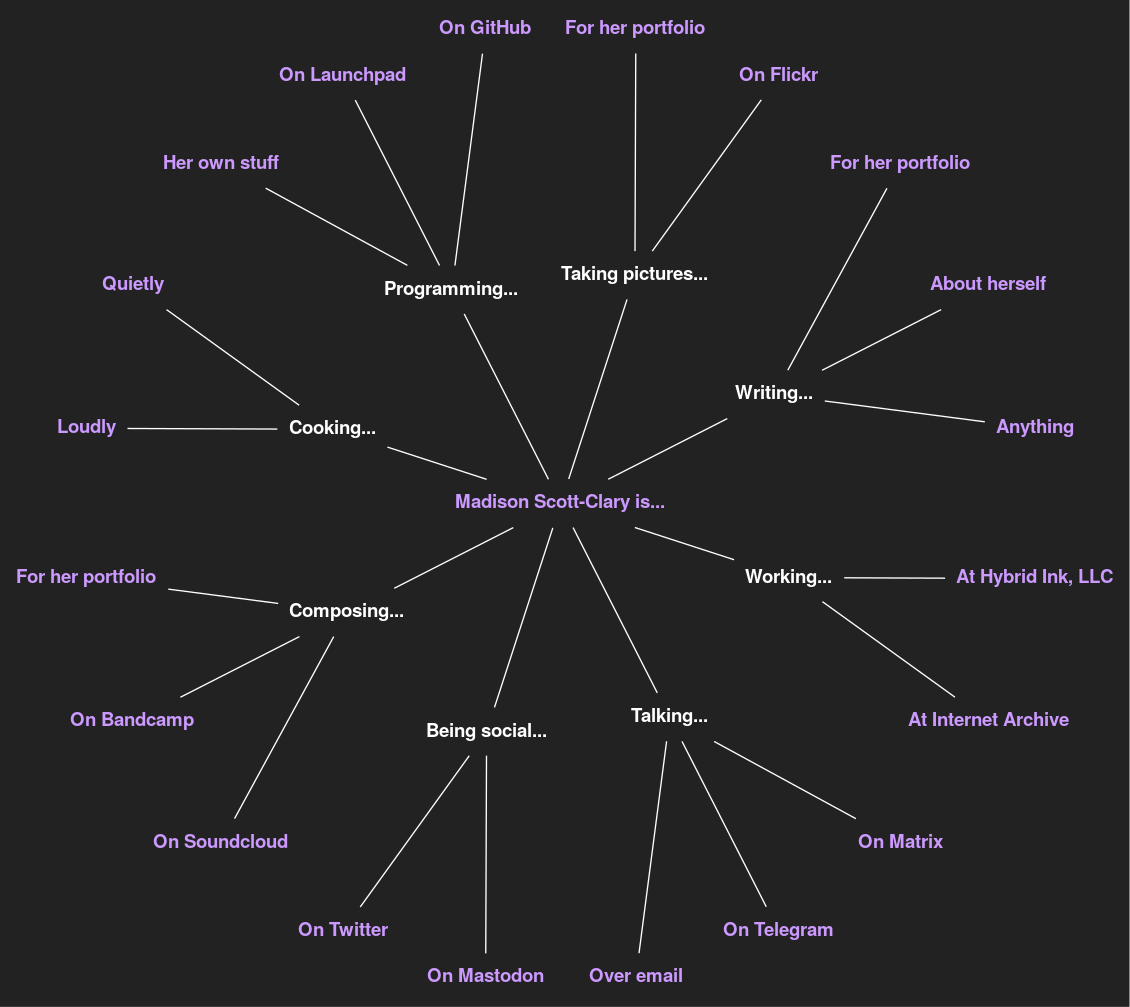 On GitHub
For her portfolio
On Launchpad
On Flickr
Her own stuff
For her portfolio
Programming...
Taking pictures...
Quietly
About herself
Writing...
Loudly
Cooking...
Anything
Madison Scott-Clary is...
For her portfolio
Composing...
Working...
At Hybrid Ink, LLC
On Bandcamp
Being social...
Talking...
At Internet Archive
On Soundcloud
On Matrix
On Twitter
On Telegram
On Mastodon
Over email